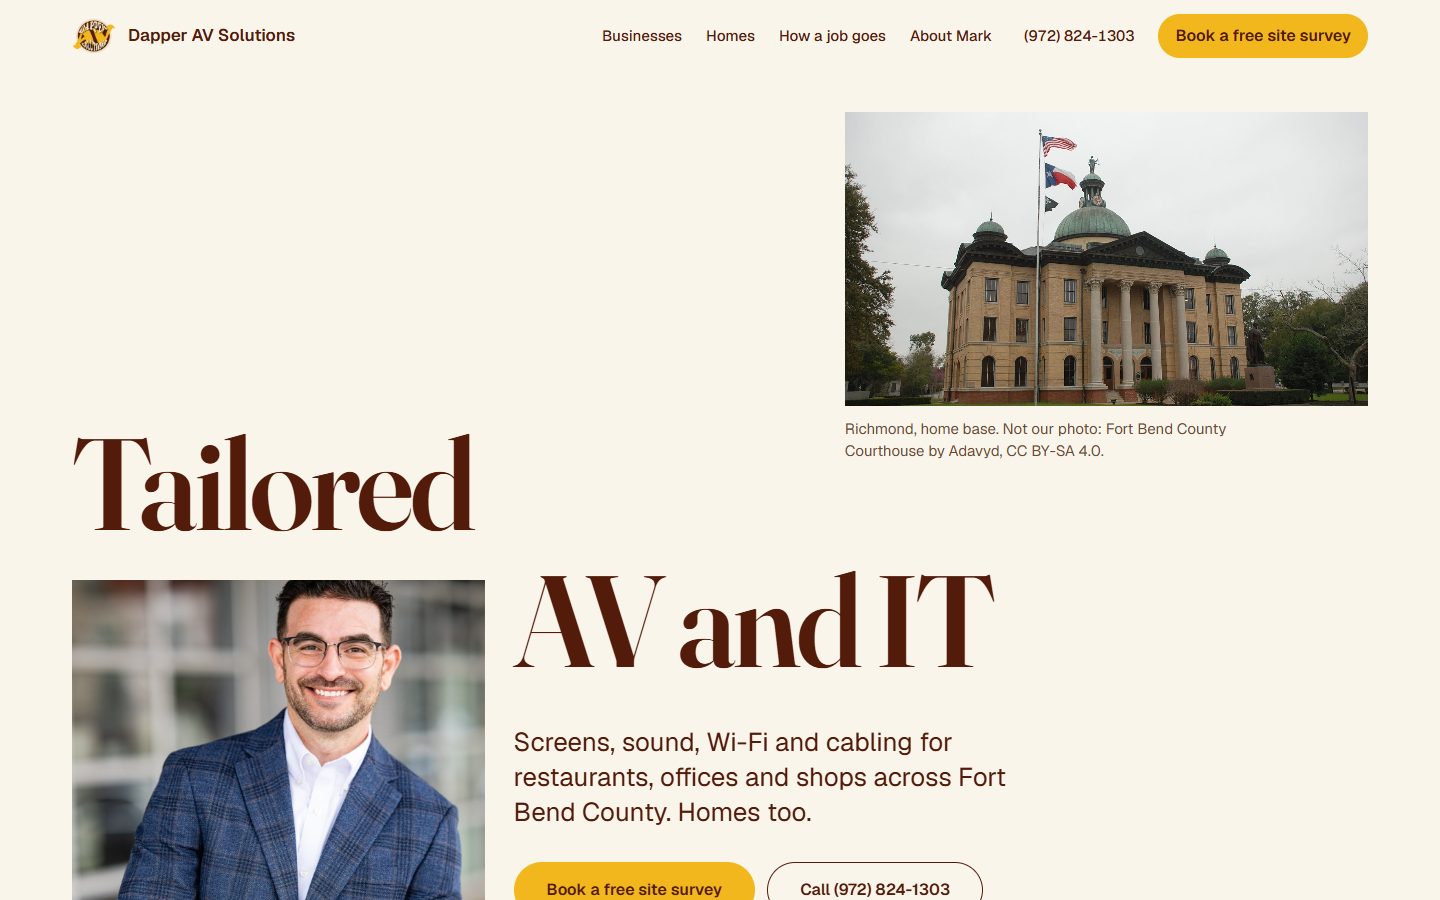 Dapper AV Solutions
Businesses
Homes
How a job goes
About Mark
(972) 824-1303
Book a free site survey
Richmond, home base. Not our photo: Fort Bend County
Courthouse by Adavyd, CC BY-SA 4.0.
Tailored
AV and IT
Screens, sound, Wi-Fi and cabling for
restaurants, offices and shops across Fort
Bend County. Homes too.
Book a free site survey
Call (972) 824-1303